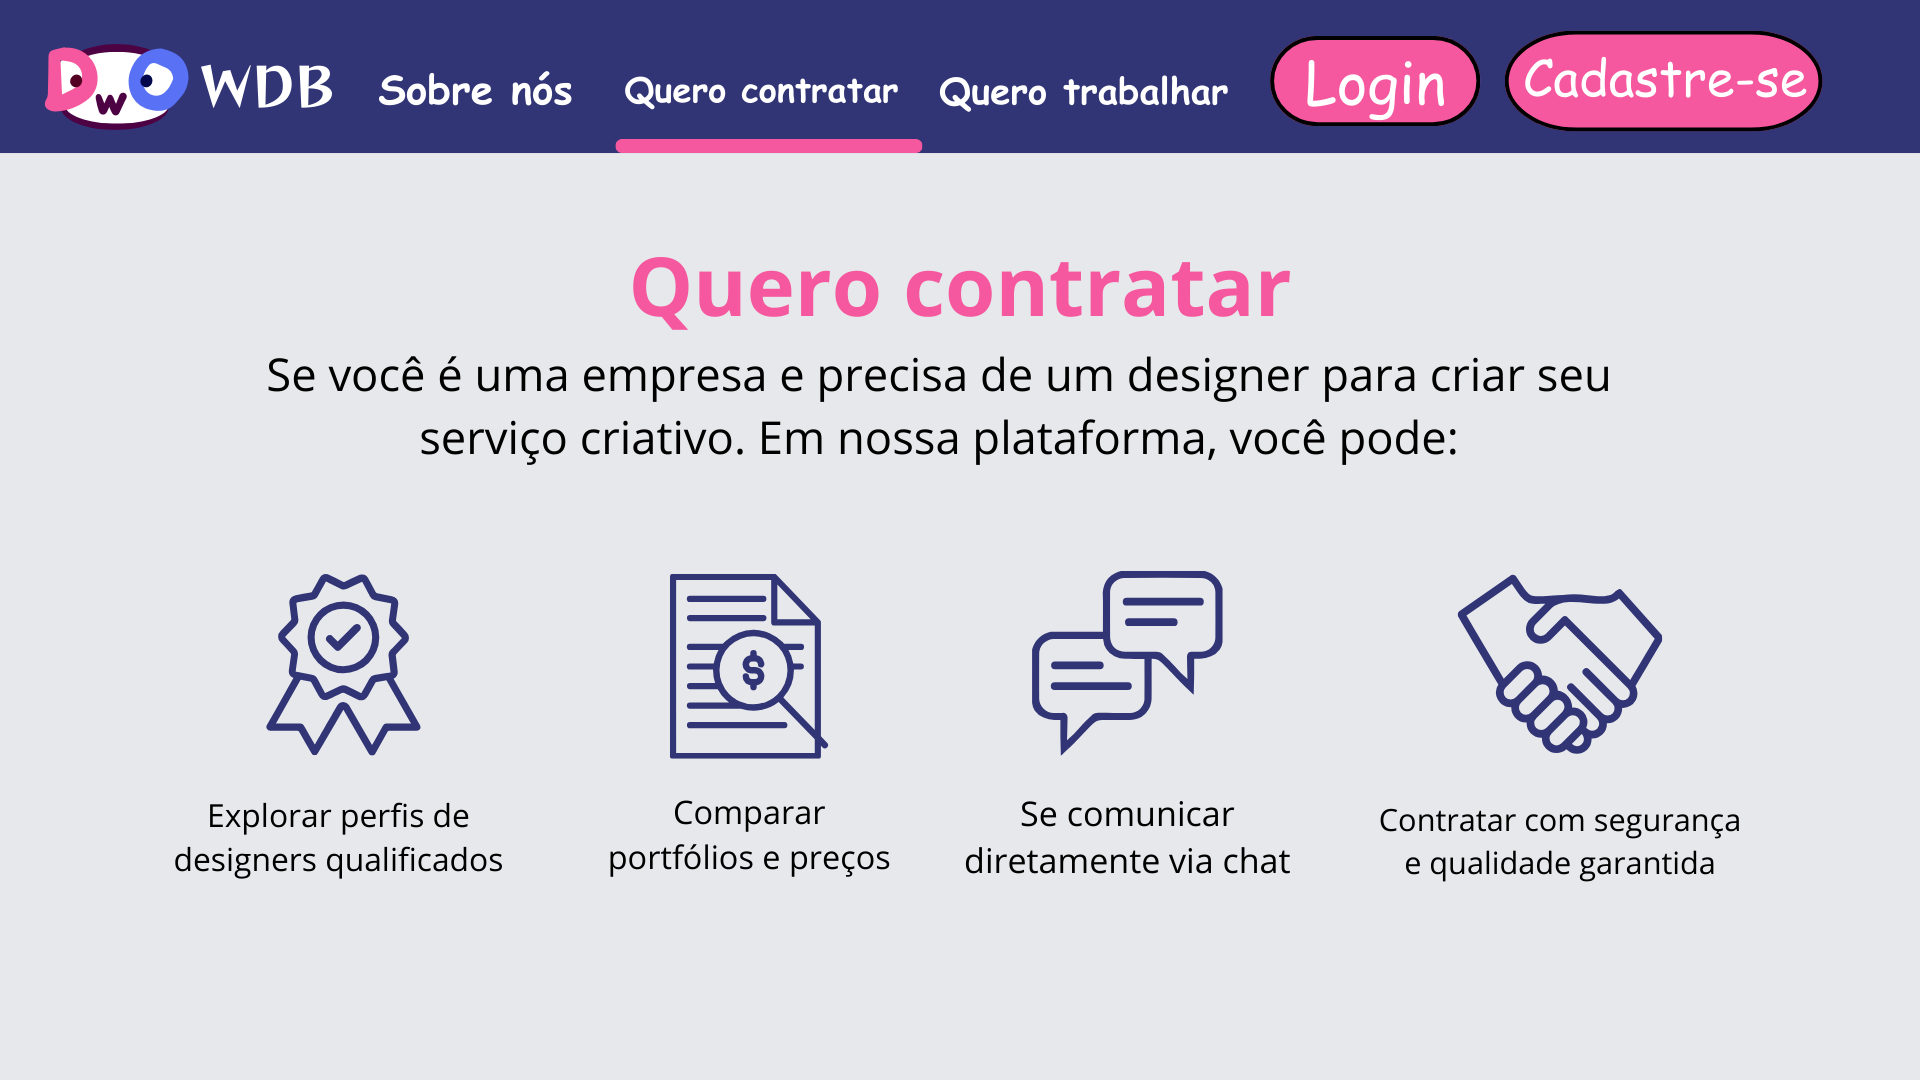 DwD WDB Sobre nós Quero contratar Quero trabalhar Login Cadastre-se
Quero contratar
Se você é uma empresa e precisa de um designer para criar seu
serviço criativo. Em nossa plataforma, você pode:
$
Explorar perfis de
designers qualificados
Comparar
portfólios e preços
Se comunicar
diretamente via chat
Contratar com segurança
e qualidade garantida